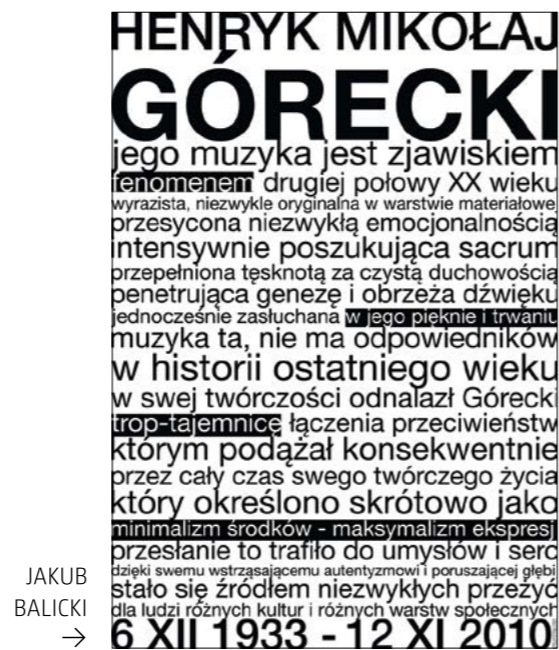 HENRYK MIKOŁAJ
GÓRECKI
jego muzyka jest zjawiskiem
fenomenem drugiej połowy XX wieku
wyrazista, niezwykle oryginalna w warstwie materiałowej
przesycona niezwykłą emocjonalnością
intensywnie poszukująca sacrum
przepełniona tęsknotą za czystą duchowością
penetrująca genezę i obrzeża dźwięku
jednocześnie zasłuchana w jego pięknie i trwaniu
muzyka ta, nie ma odpowiedników
w historii ostatniego wieku
w swej twórczości odnalazł Górecki
trop-tajemnicę łączenia przeciwieństw
którym podążał konsekwentnie
przez cały czas swego twórczego życia
który określono skrótowo jako
minimalizm środków - maksymalizm ekspresji
przesłanie to trafiło do umysłów i serc
dzięki swemu wstrząsającemu autentyzmowi i poruszającej głębi
stało się źródłem niezwykłych przeżyć
dla ludzi różnych kultur i różnych warstw społecznych
6 XII 1933 - 12 XI 2010
JAKUB
BALICKI
→